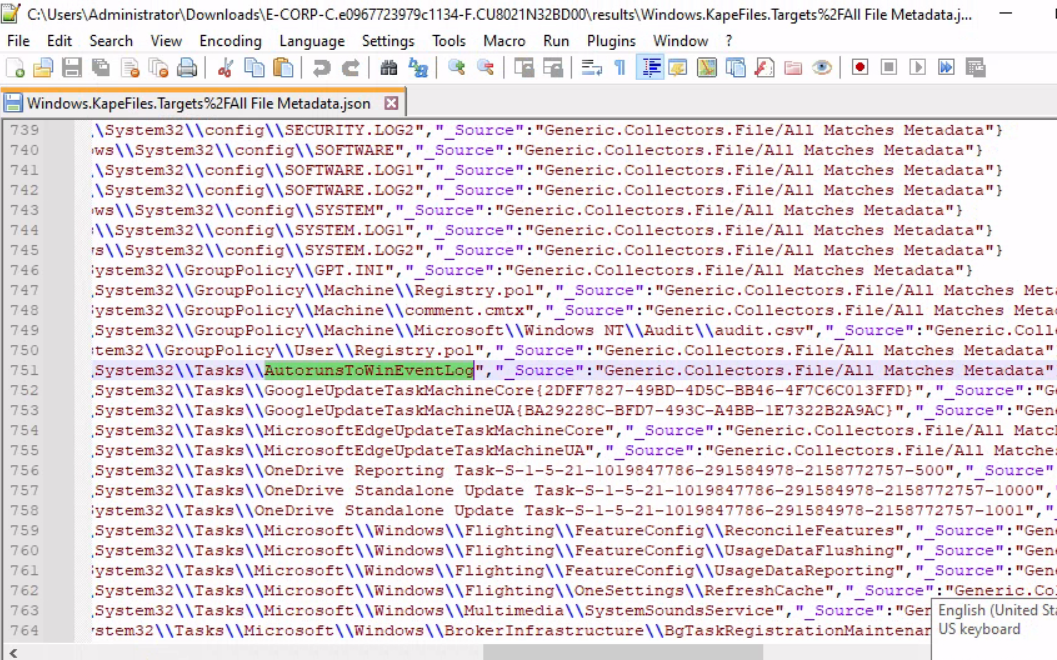 C:\Users\Administrator\Downloads\E-CORP-C.e0967723979c1134-F.CU8021N32BD00\results\Windows.KapeFiles.Targets%2FAll File Metadata.j...
File Edit Search View Encoding Language Settings Tools Macro Run Plugins Window ?
Windows.KapeFiles.Targets%2FAll File Metadata.json
739 \\System32\\config\\SECURITY.LOG2","_Source":"Generic.Collectors.File/All Matches Metadata"}
740 ws\\System32\\config\\SOFTWARE","_Source":"Generic.Collectors.File/All Matches Metadata"}
741 \\System32\\config\\SOFTWARE.LOG1","_Source":"Generic.Collectors.File/All Matches Metadata"}
742 \\System32\\config\\SOFTWARE.LOG2","_Source":"Generic.Collectors.File/All Matches Metadata"}
743 ws\\System32\\config\\SYSTEM","_Source":"Generic.Collectors.File/All Matches Metadata"}
744 \\System32\\config\\SYSTEM.LOG1","_Source":"Generic.Collectors.File/All Matches Metadata"}
745 s\\System32\\config\\SYSTEM.LOG2","_Source":"Generic.Collectors.File/All Matches Metadata"}
746 System32\\GroupPolicy\\GPT.INI","_Source":"Generic.Collectors.File/All Matches Metadata"}
747 System32\\GroupPolicy\\Machine\\Registry.pol","_Source":"Generic.Collectors.File/All Matches Meta
748 System32\\GroupPolicy\\Machine\\comment.cmtx","_Source":"Generic.Collectors.File/All Matches Meta
749 System32\\GroupPolicy\\Machine\\Microsoft\\Windows NT\\Audit\\audit.csv","_Source":"Generic.Colle
750 stem32\\GroupPolicy\\User\\Registry.pol","_Source":"Generic.Collectors.File/All Matches Metadata"
751 System32\\Tasks\\AutorunsToWinEventLog","_Source":"Generic.Collectors.File/All Matches Metadata"
752 System32\\Tasks\\GoogleUpdateTaskMachineCore{2DFF7827-49BD-4D5C-BB46-4F7C6C013FFD}","_Source":"Ge
753 System32\\Tasks\\GoogleUpdateTaskMachineUA{BA29228C-BFD7-493C-A4BB-1E7322B2A9AC}","_Source":"Gene
754 System32\\Tasks\\MicrosoftEdgeUpdateTaskMachineCore","_Source":"Generic.Collectors.File/All Match
755 System32\\Tasks\\MicrosoftEdgeUpdateTaskMachineUA","_Source":"Generic.Collectors.File/All Matches
756 System32\\Tasks\\OneDrive Reporting Task-S-1-5-21-1019847786-291584978-2158772757-500","_Source"
757 System32\\Tasks\\OneDrive Standalone Update Task-S-1-5-21-1019847786-291584978-2158772757-1000","
758 System32\\Tasks\\OneDrive Standalone Update Task-S-1-5-21-1019847786-291584978-2158772757-1001","_
759 System32\\Tasks\\Microsoft\\Windows\\Flighting\\FeatureConfig\\ReconcileFeatures","_Source":"Gene
760 System32\\Tasks\\Microsoft\\Windows\\Flighting\\FeatureConfig\\UsageDataFlushing","_Source":"Gene
761 System32\\Tasks\\Microsoft\\Windows\\Flighting\\FeatureConfig\\UsageDataReporting","_Source":"Gen
762 System32\\Tasks\\Microsoft\\Windows\\Flighting\\OneSettings\\RefreshCache","_Source":"Generic.Co
763 System32\\Tasks\\Microsoft\\Windows\\Multimedia\\SystemSoundsService","_Source":"Ger
764 stem32\\Tasks\\Microsoft\\Windows\\BrokerInfrastructure\\BgTaskRegistrationMaintenan
English (United Sta
US keyboard